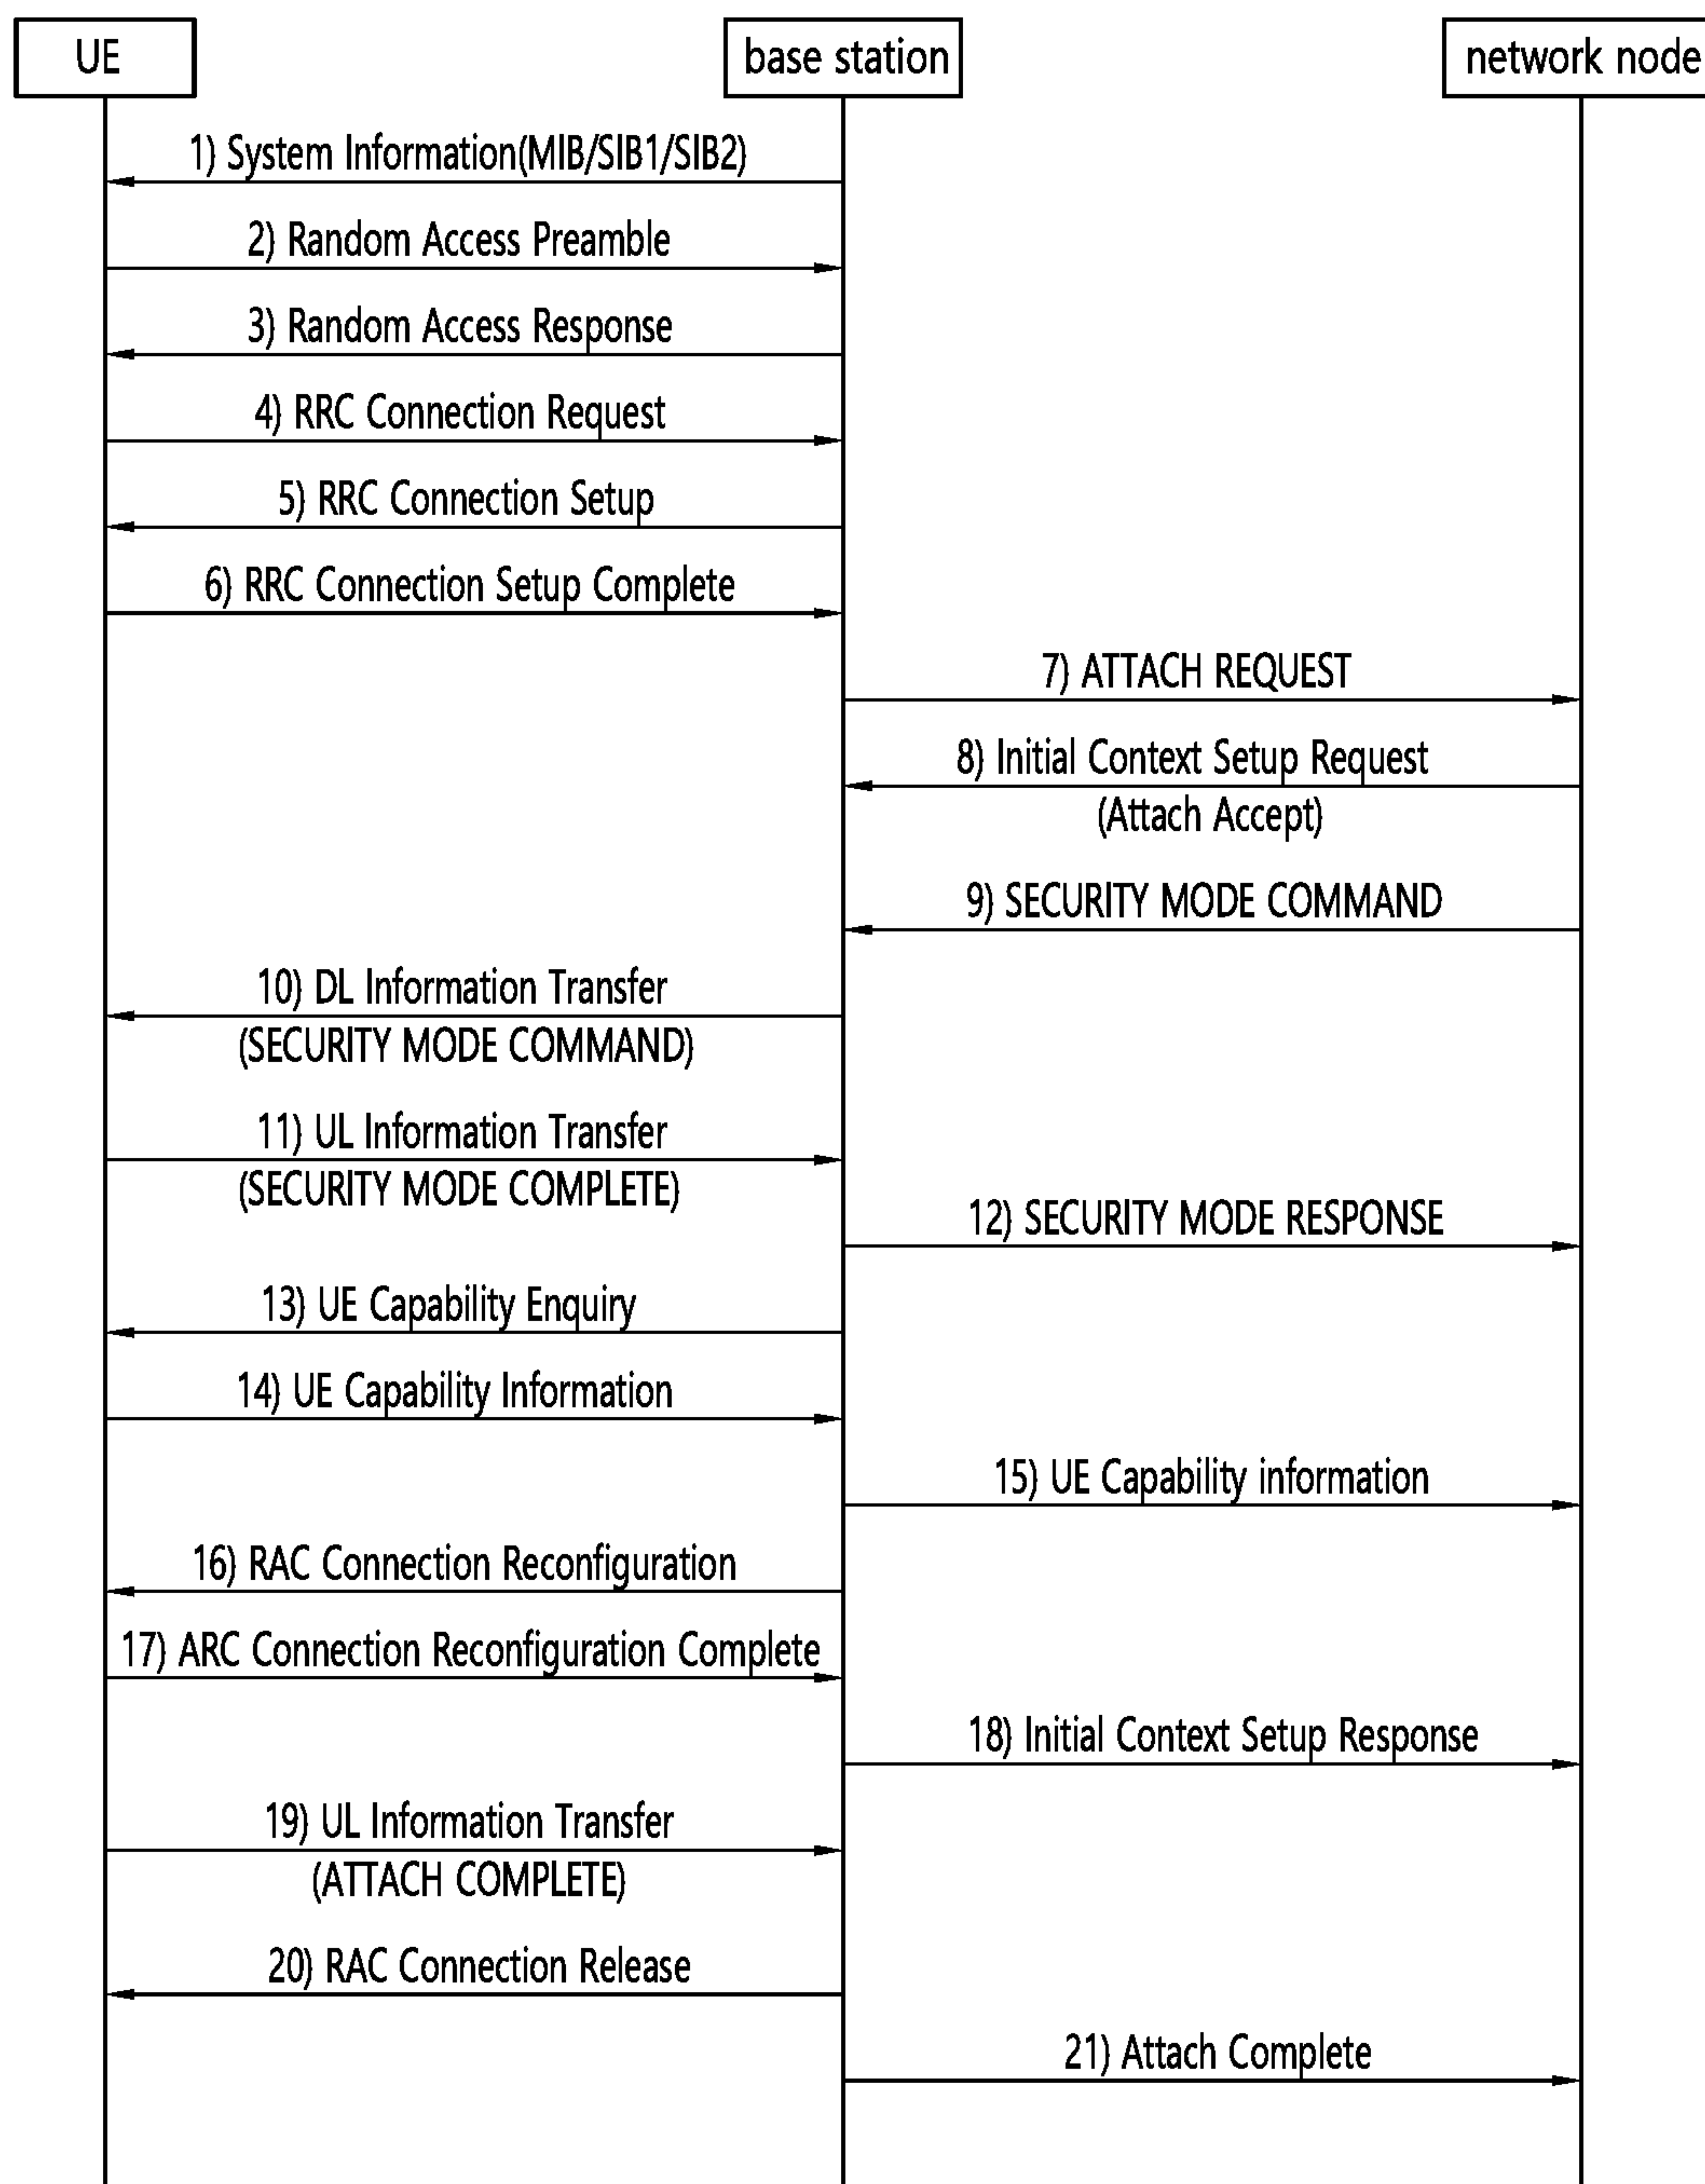 UE
base station
network node
1) System Information(MIB/SIB1/SIB2)
2) Random Access Preamble
3) Random Access Response
4) RRC Connection Request
5) RRC Connection Setup
6) RRC Connection Setup Complete
7) ATTACH REQUEST
8) Initial Context Setup Request
(Attach Accept)
9) SECURITY MODE COMMAND
10) DL Information Transfer
(SECURITY MODE COMMAND)
11) UL Information Transfer
(SECURITY MODE COMPLETE)
12) SECURITY MODE RESPONSE
13) UE Capability Enquiry
14) UE Capability Information
15) UE Capability information
16) RAC Connection Reconfiguration
17) ARC Connection Reconfiguration Complete
18) Initial Context Setup Response
19) UL Information Transfer
(ATTACH COMPLETE)
20) RAC Connection Release
21) Attach Complete